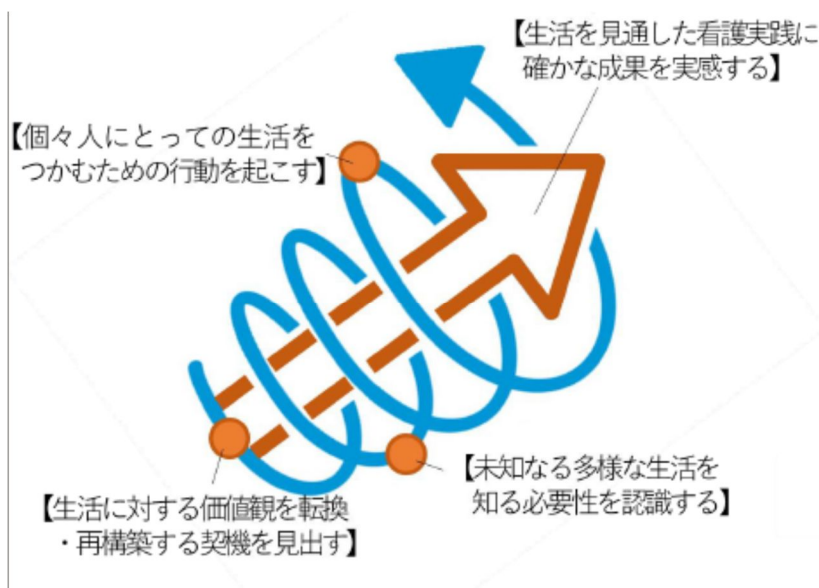 【生活を見通した看護実践に
確かな成果を実感する】
【個々人にとっての生活を
つかむための行動を起こす】
【未知なる多様な生活を
知る必要性を認識する】
【生活に対する価値観を転換
・再構築する契機を見出す】